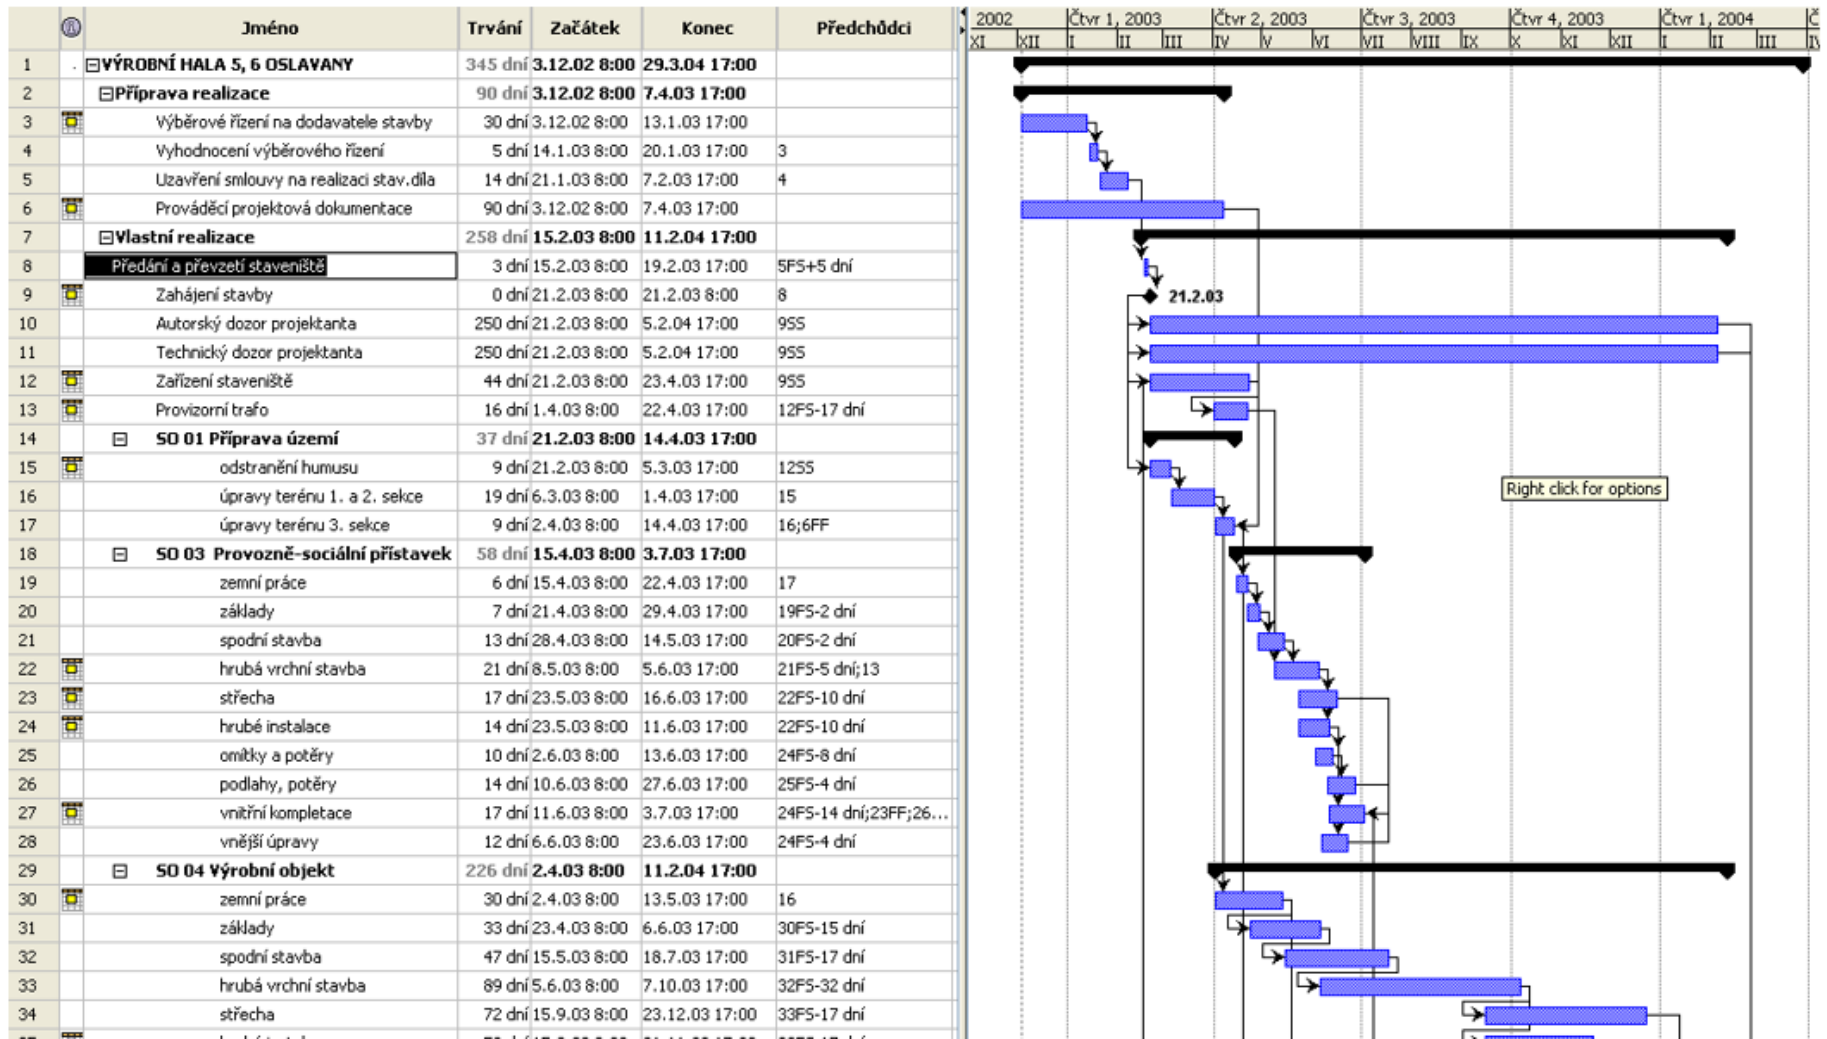 Jméno Trvání Začátek Konec Předchůdci
2002 Čtvr 1, 2003 Čtvr 2, 2003 Čtvr 3, 2003 Čtvr 4, 2003 Čtvr 1, 2004 Č
XI XII I II III IV V VI VII VIII IX X XI XII I II III IV
1 VÝROBNÍ HALA 5, 6 OSLAVANY 345 dní 3.12.02 8:00 29.3.04 17:00
2 Příprava realizace 90 dní 3.12.02 8:00 7.4.03 17:00
3 Výběrové řízení na dodavatele stavby 30 dní 3.12.02 8:00 13.1.03 17:00
4 Vyhodnocení výběrového řízení 5 dní 14.1.03 8:00 20.1.03 17:00 3
5 Uzavření smlouvy na realizaci stav.díla 14 dní 21.1.03 8:00 7.2.03 17:00 4
6 Prováděcí projektová dokumentace 90 dní 3.12.02 8:00 7.4.03 17:00
7 Vlastní realizace 258 dní 15.2.03 8:00 11.2.04 17:00
8 Předání a převzetí staveniště 3 dní 15.2.03 8:00 19.2.03 17:00 5FS+5 dní
9 Zahájení stavby 0 dní 21.2.03 8:00 21.2.03 8:00 8 21.2.03
10 Autorský dozor projektanta 250 dní 21.2.03 8:00 5.2.04 17:00 9SS
11 Technický dozor projektanta 250 dní 21.2.03 8:00 5.2.04 17:00 9SS
12 Zařízení staveniště 44 dní 21.2.03 8:00 23.4.03 17:00 9SS
13 Provizorní trafo 16 dní 1.4.03 8:00 22.4.03 17:00 12FS-17 dní
14 SO 01 Příprava území 37 dní 21.2.03 8:00 14.4.03 17:00
15 odstranění humusu 9 dní 21.2.03 8:00 5.3.03 17:00 12SS
16 úpravy terénu 1. a 2. sekce 19 dní 6.3.03 8:00 1.4.03 17:00 15
Right click for options
17 úpravy terénu 3. sekce 9 dní 2.4.03 8:00 14.4.03 17:00 16;6FF
18 SO 03 Provozně-sociální přístavek 58 dní 15.4.03 8:00 3.7.03 17:00
19 zemní práce 6 dní 15.4.03 8:00 22.4.03 17:00 17
20 základy 7 dní 21.4.03 8:00 29.4.03 17:00 19FS-2 dní
21 spodní stavba 13 dní 28.4.03 8:00 14.5.03 17:00 20FS-2 dní
22 hrubá vrchní stavba 21 dní 8.5.03 8:00 5.6.03 17:00 21FS-5 dní;13
23 střecha 17 dní 23.5.03 8:00 16.6.03 17:00 22FS-10 dní
24 hrubé instalace 14 dní 23.5.03 8:00 11.6.03 17:00 22FS-10 dní
25 omítky a potěry 10 dní 2.6.03 8:00 13.6.03 17:00 24FS-8 dní
26 podlahy, potěry 14 dní 10.6.03 8:00 27.6.03 17:00 25FS-4 dní
27 vnitřní kompletace 17 dní 11.6.03 8:00 3.7.03 17:00 24FS-14 dní;23FF;26...
28 vnější úpravy 12 dní 6.6.03 8:00 23.6.03 17:00 24FS-4 dní
29 SO 04 Výrobní objekt 226 dní 2.4.03 8:00 11.2.04 17:00
30 zemní práce 30 dní 2.4.03 8:00 13.5.03 17:00 16
31 základy 33 dní 23.4.03 8:00 6.6.03 17:00 30FS-15 dní
32 spodní stavba 47 dní 15.5.03 8:00 18.7.03 17:00 31FS-17 dní
33 hrubá vrchní stavba 89 dní 5.6.03 8:00 7.10.03 17:00 32FS-32 dní
34 střecha 72 dní 15.9.03 8:00 23.12.03 17:00 33FS-17 dní